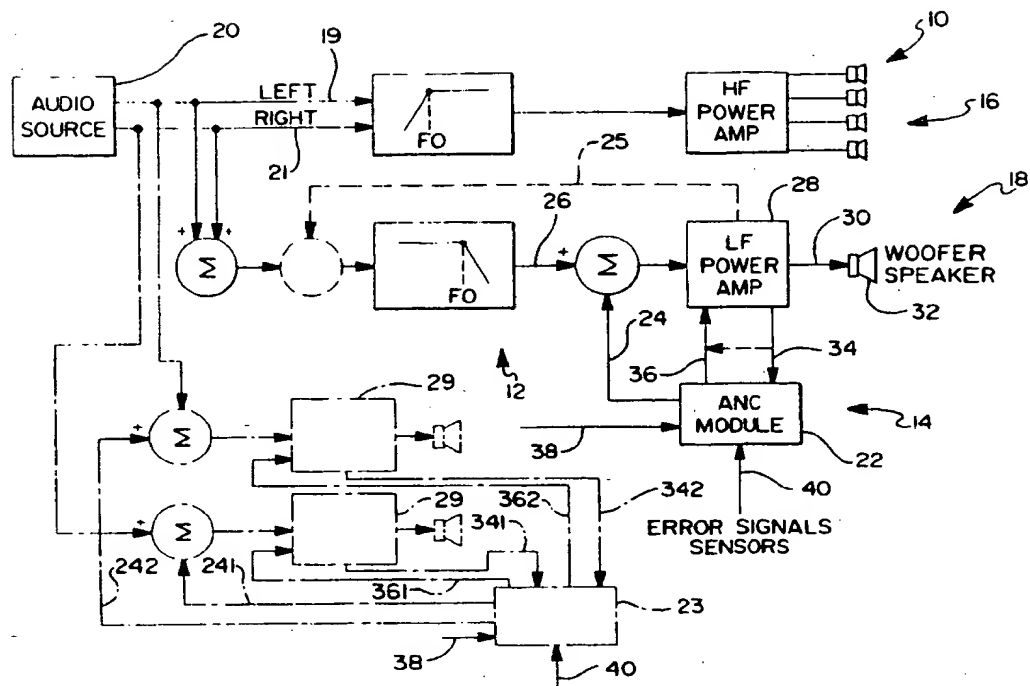 20
19
10
AUDIO
SOURCE
LEFT
RIGHT
FO
HF
POWER
AMP
16
21
25
28
18
+
+
M
FO
26
+
M
LF
POWER
AMP
30
WOOFER
SPEAKER
32
24
36
34
12
29
ANC
MODULE
14
22
38
+
M
40
ERROR SIGNALS
SENSORS
362
342
29
341
+
M
242
241
361
23
38
40